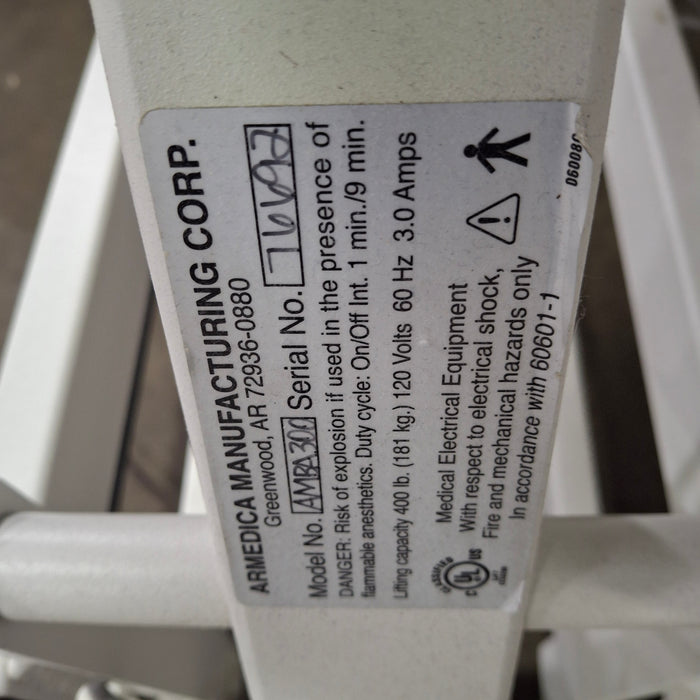 ARMEDICA MANUFACTURING CORP.
Greenwood, AR 72936-0880
Model No. AMBA300 Serial No.
DANGER: Risk of explosion if used in the presence of
flammable anesthetics. Duty cycle: On/Off Int. 1 min./9 min.
Lifting capacity 400 lb. (181 kg.) 120 Volts 60 Hz 3.0 Amps
Medical Electrical Equipment
With respect to electrical shock,
Fire and mechanical hazards only
In accordance with 60601-1
UL
US